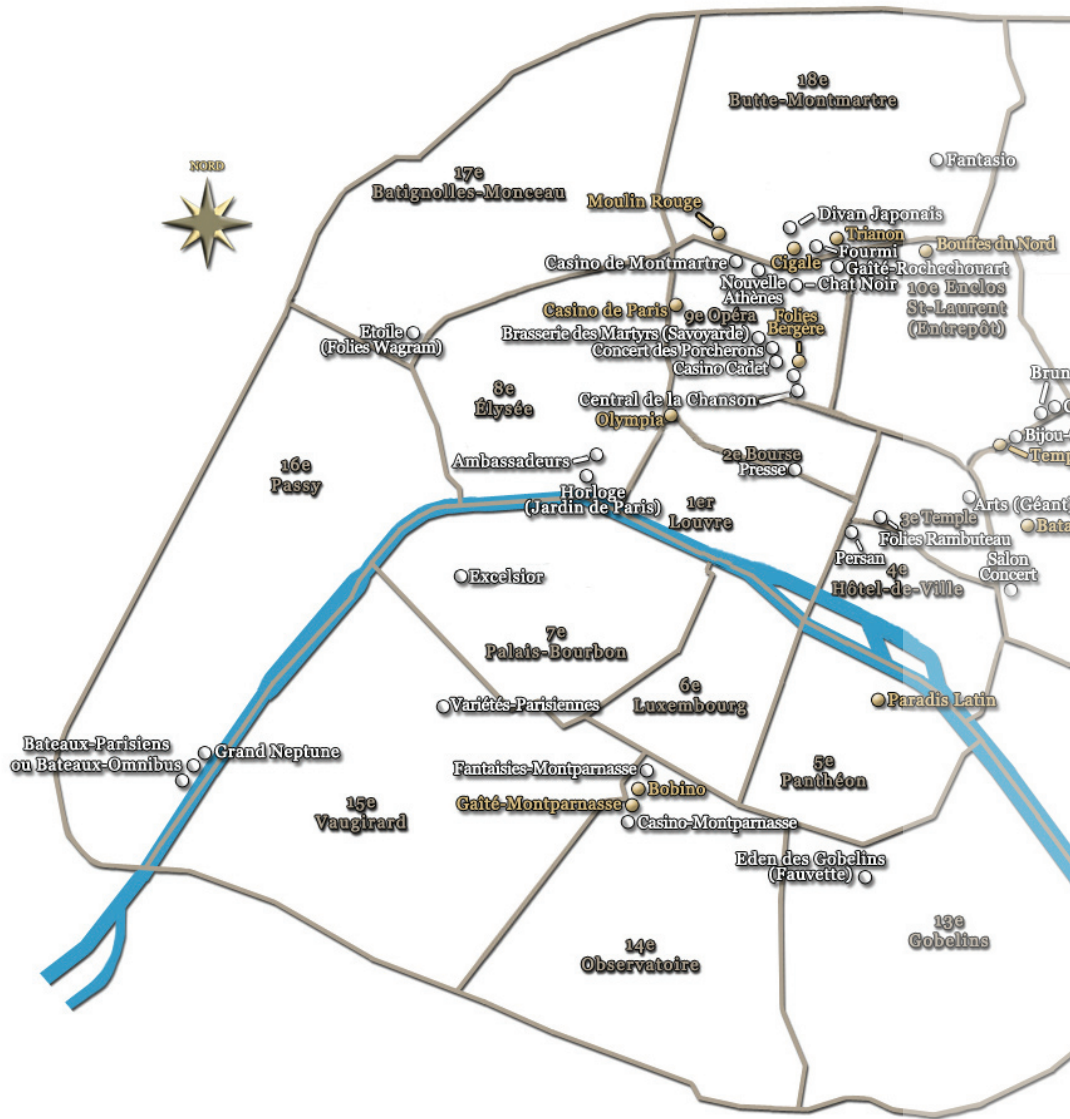 18e
Butte-Montmartre
Fantasio
NORD
17e
Batignolles-Monceau
Moulin Rouge
Divan Japonais
Trianon
Bouffes du Nord
Fourmi
Cigale
Casino de Montmartre
Gaîté-Rochechouart
Nouvelle
Athènes
Chat Noir
10e Enclos
St-Laurent
(Entrepôt)
Casino de Paris
9e Opéra
Folies
Bergère
Etoile
(Folies Wagram)
Brasserie des Martyrs (Savoyarde)
Concert des Porcherons
Casino Cadet
Brun
8e
Élysée
Central de la Chanson
Olympia
Bijou-
Temp
2e Bourse
Presse
Ambassadeurs
16e
Passy
Horloge
(Jardin de Paris)
1er
Louvre
Arts (Géant)
3e Temple
Bata
Folies Rambuteau
Persan
Salon
Concert
4e
Hôtel-de-Ville
Excelsior
7e
Palais-Bourbon
6e
Luxembourg
Paradis Latin
Variétés-Parisiennes
Bateaux-Parisiens
ou Bateaux-Omnibus
Grand Neptune
Fantaisies-Montparnasse
5e
Panthéon
Bobino
Gaîté-Montparnasse
15e
Vaugirard
Casino-Montparnasse
Eden des Gobelins
(Fauvette)
13e
Gobelins
14e
Observatoire